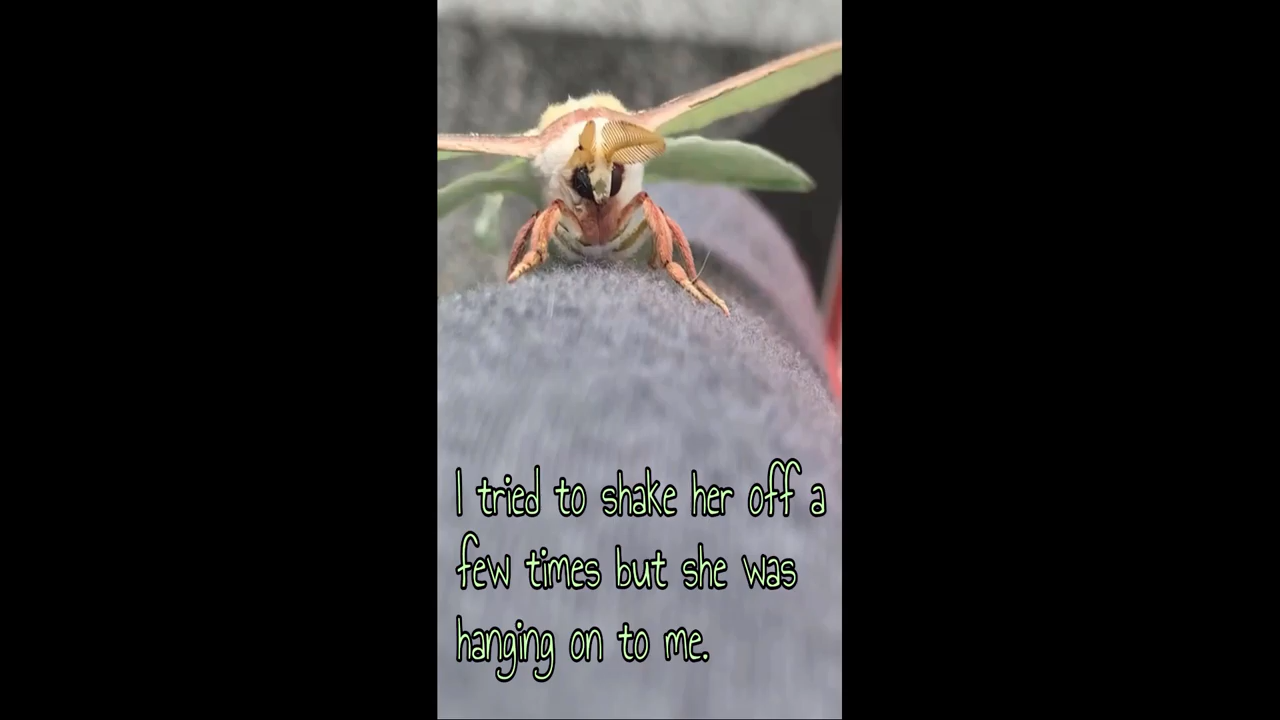 I tried to shake her off a
few times but she was
hanging on to me.